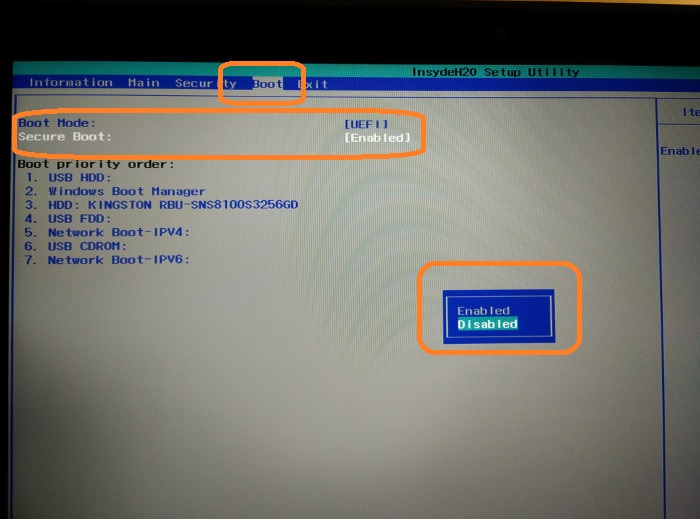 InsydeH20 Setup Utility
Information Main Security Boot Exit
Boot Mode: [UEFI]
Secure Boot: [Enabled]
Boot priority order:
1. USB HDD:
2. Windows Boot Manager
3. HDD: KINGSTON RBU-SNS8100S3256GD
4. USB FDD:
5. Network Boot-IPV4:
6. USB CDROM:
7. Network Boot-IPV6:
Enabled
Disabled